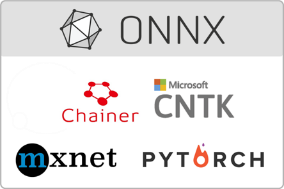 ONNX
Chainer
Microsoft
CNTK
mxnet
PYTORCH